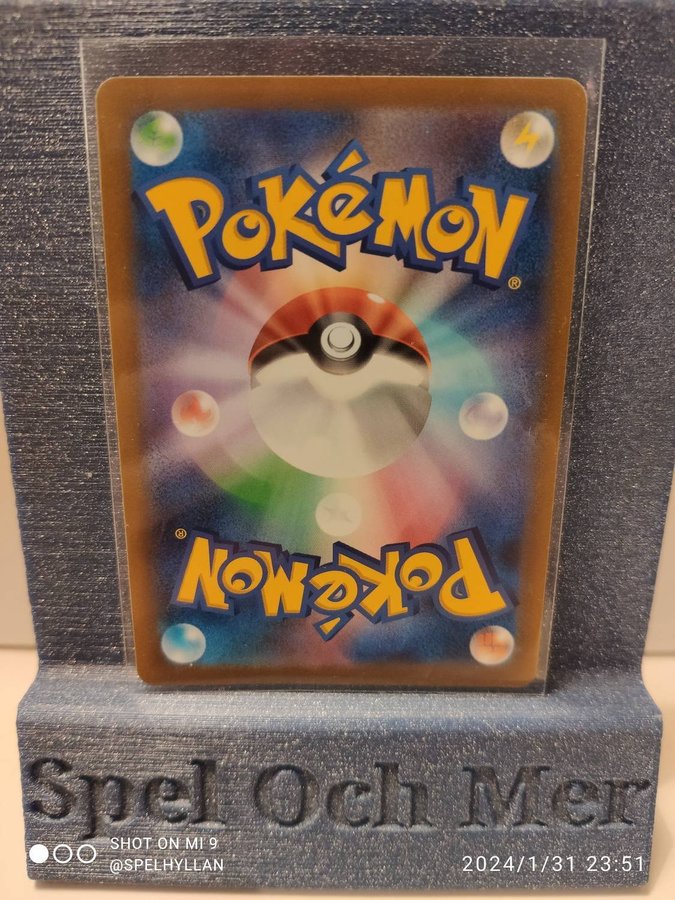 POKéMON
®
®
POKéMON
Spel Och Mer
SHOT ON MI 9
@SPELHYLLAN
2024/1/31 23:51